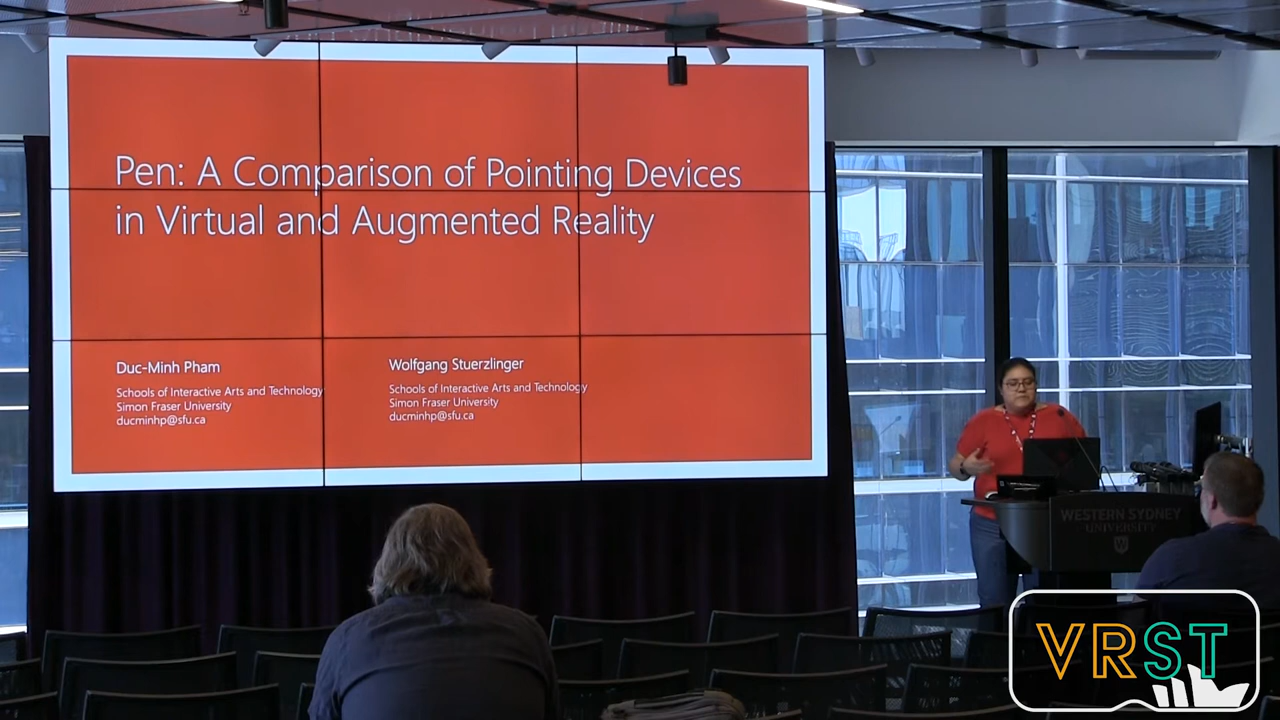 Pen: A Comparison of Pointing Devices
in Virtual and Augmented Reality
Duc-Minh Pham
Schools of Interactive Arts and Technology
Simon Fraser University
ducminhp@sfu.ca
Wolfgang Stuerzlinger
Schools of Interactive Arts and Technology
Simon Fraser University
ducminhp@sfu.ca
WESTERN SYDNEY
UNIVERSITY
VRST